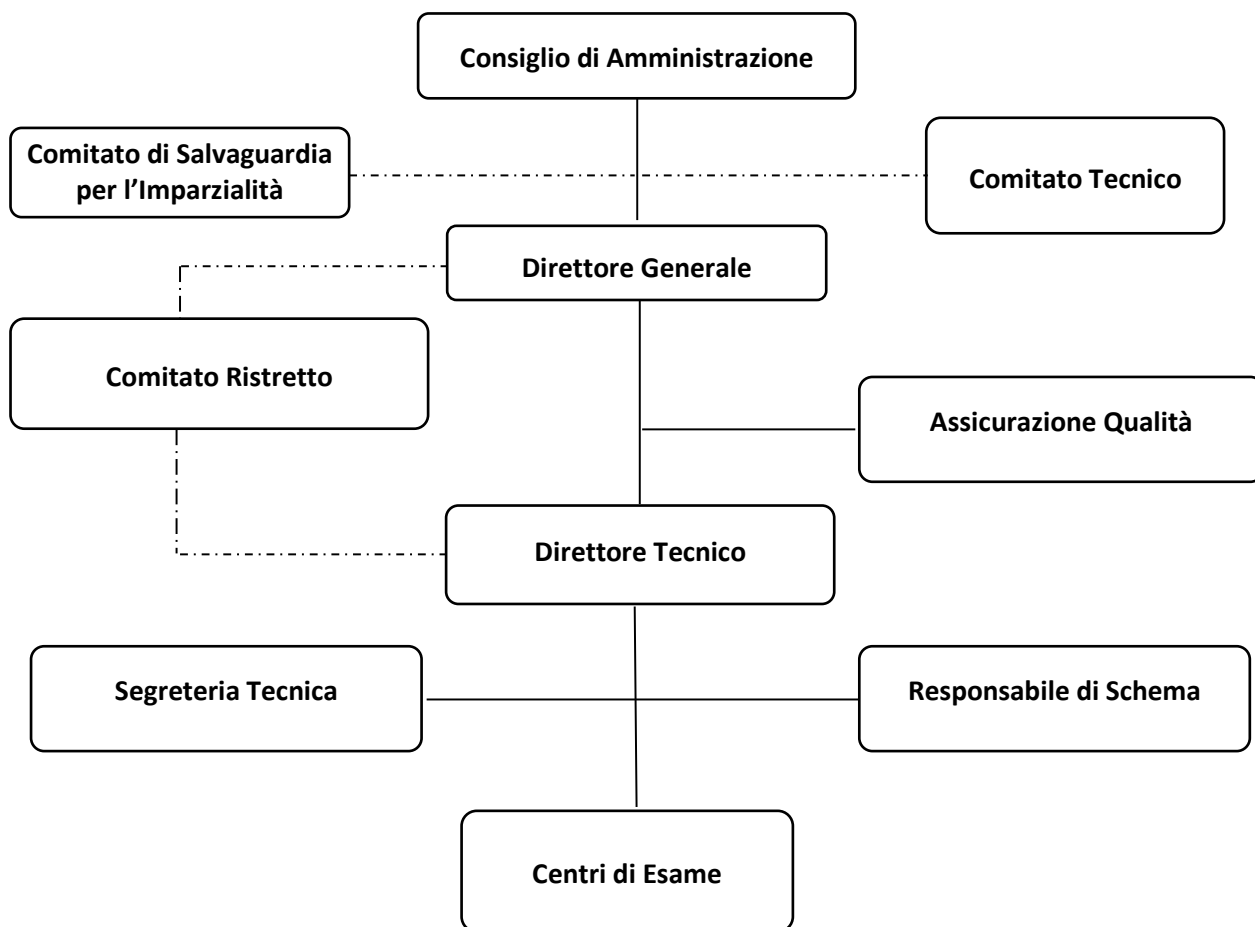 Consiglio di Amministrazione
Comitato di Salvaguardia
per l’Imparzialità
Comitato Tecnico
Direttore Generale
Comitato Ristretto
Assicurazione Qualità
Direttore Tecnico
Segreteria Tecnica
Responsabile di Schema
Centri di Esame